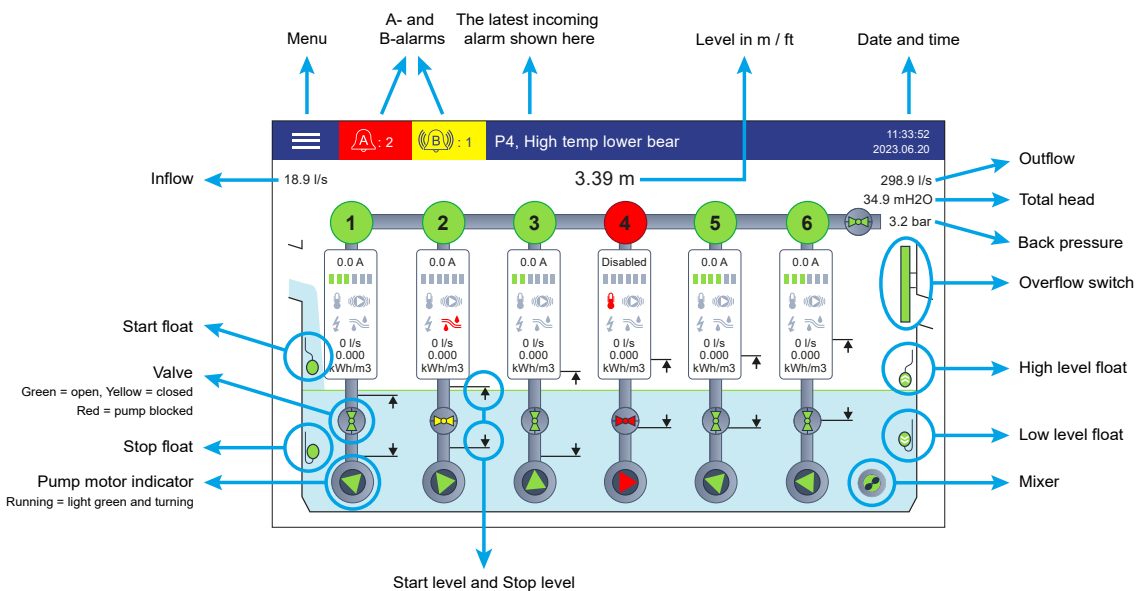 Menu
A- and
B-alarms
The latest incoming
alarm shown here
Level in m / ft
Date and time
A : 2
B : 1
P4, High temp lower bear
11:33:52
2023.06.20
Inflow
18.9 l/s
3.39 m
298.9 l/s
Outflow
34.9 mH2O
Total head
3.2 bar
Back pressure
Overflow switch
1
2
3
4
5
6
0.0 A
0.0 A
0.0 A
Disabled
0.0 A
0.0 A
0 l/s
0.000
kWh/m3
0 l/s
0.000
kWh/m3
0 l/s
0.000
kWh/m3
0 l/s
0.000
kWh/m3
0 l/s
0.000
kWh/m3
0 l/s
0.000
kWh/m3
Start float
Valve
Green = open, Yellow = closed
Red = pump blocked
Stop float
Pump motor indicator
Running = light green and turning
High level float
Low level float
Mixer
Start level and Stop level